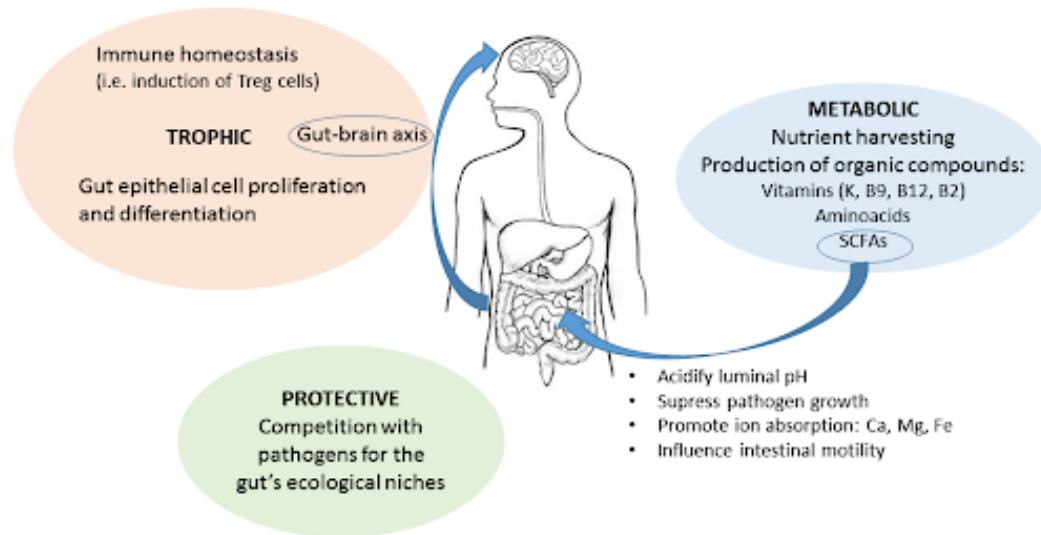 Immune homeostasis
(i.e. induction of Treg cells)
TROPHIC
Gut-brain axis
Gut epithelial cell proliferation
and differentiation
METABOLIC
Nutrient harvesting
Production of organic compounds:
Vitamins (K, B9, B12, B2)
Aminoacids
SCFAs
• Acidify luminal pH
• Supress pathogen growth
• Promote ion absorption: Ca, Mg, Fe
• Influence intestinal motility
PROTECTIVE
Competition with
pathogens for the
gut's ecological niches